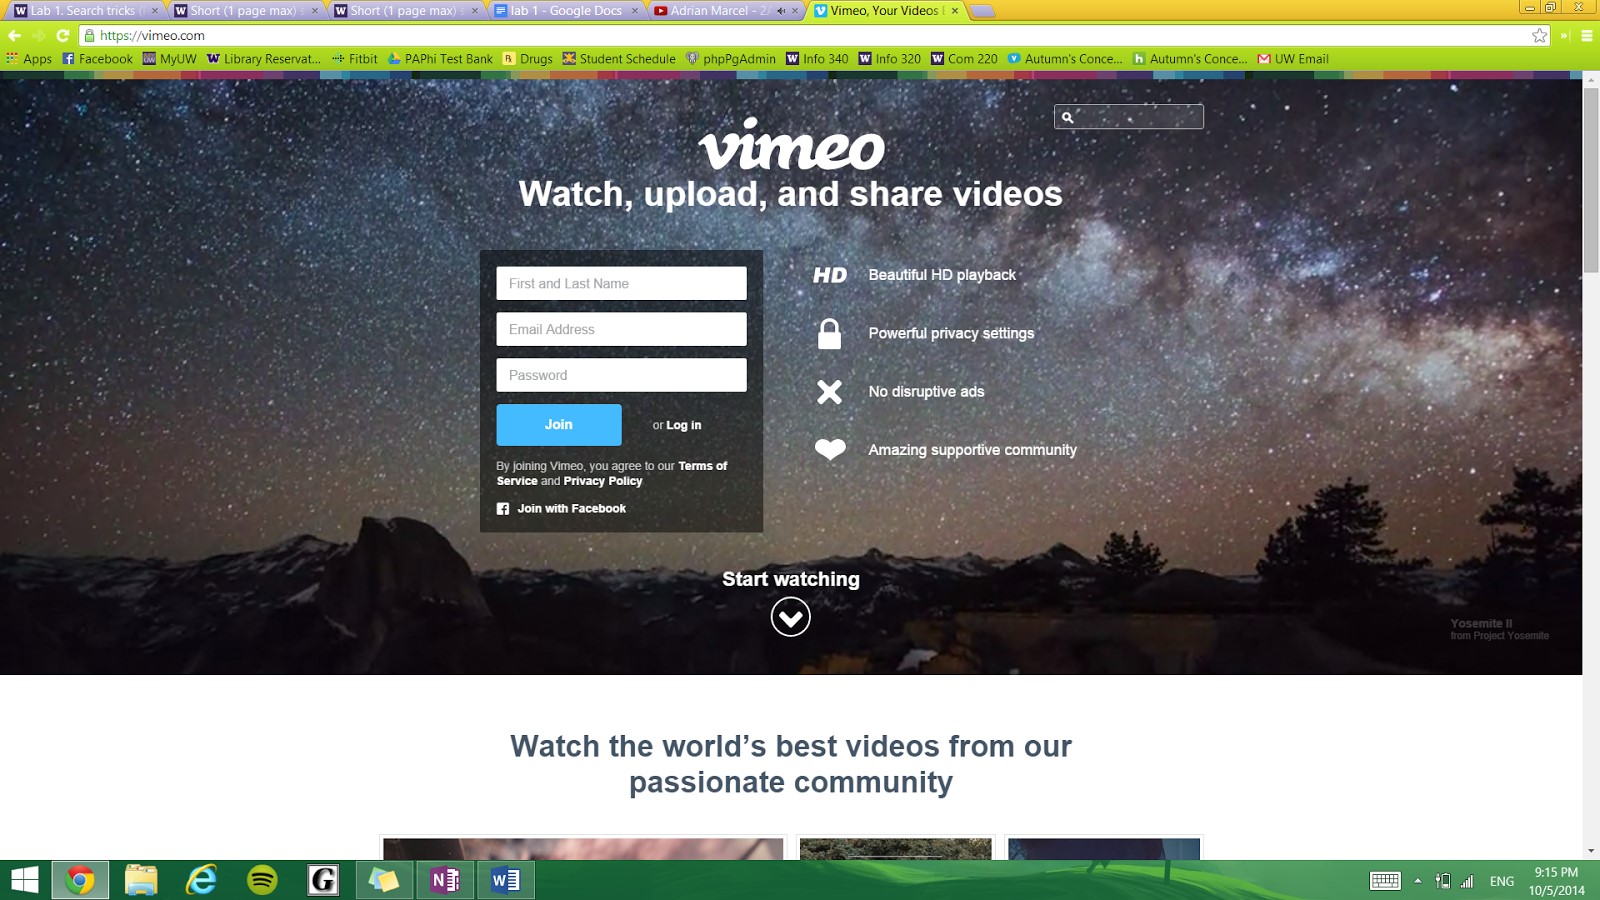 Lab 1. Search tricks
Short (1 page max)
Short (1 page max)
lab 1 - Google Docs
Adrian Marcel - 2
Vimeo, Your Videos
https://vimeo.com
Apps
Facebook
MyUW
Library Reservat...
Fitbit
PAPhi Test Bank
Drugs
Student Schedule
phpPgAdmin
Info 340
Info 320
Com 220
Autumn's Conce...
Autumn's Conce...
UW Email
vimeo
Watch, upload, and share videos
First and Last Name
Email Address
Password
Join
or Log in
By joining Vimeo, you agree to our Terms of
Service and Privacy Policy
Join with Facebook
HD
Beautiful HD playback
Powerful privacy settings
No disruptive ads
Amazing supportive community
Start watching
Yosemite II
from Project Yosemite
Watch the world’s best videos from our
passionate community
ENG
9:15 PM
10/5/2014